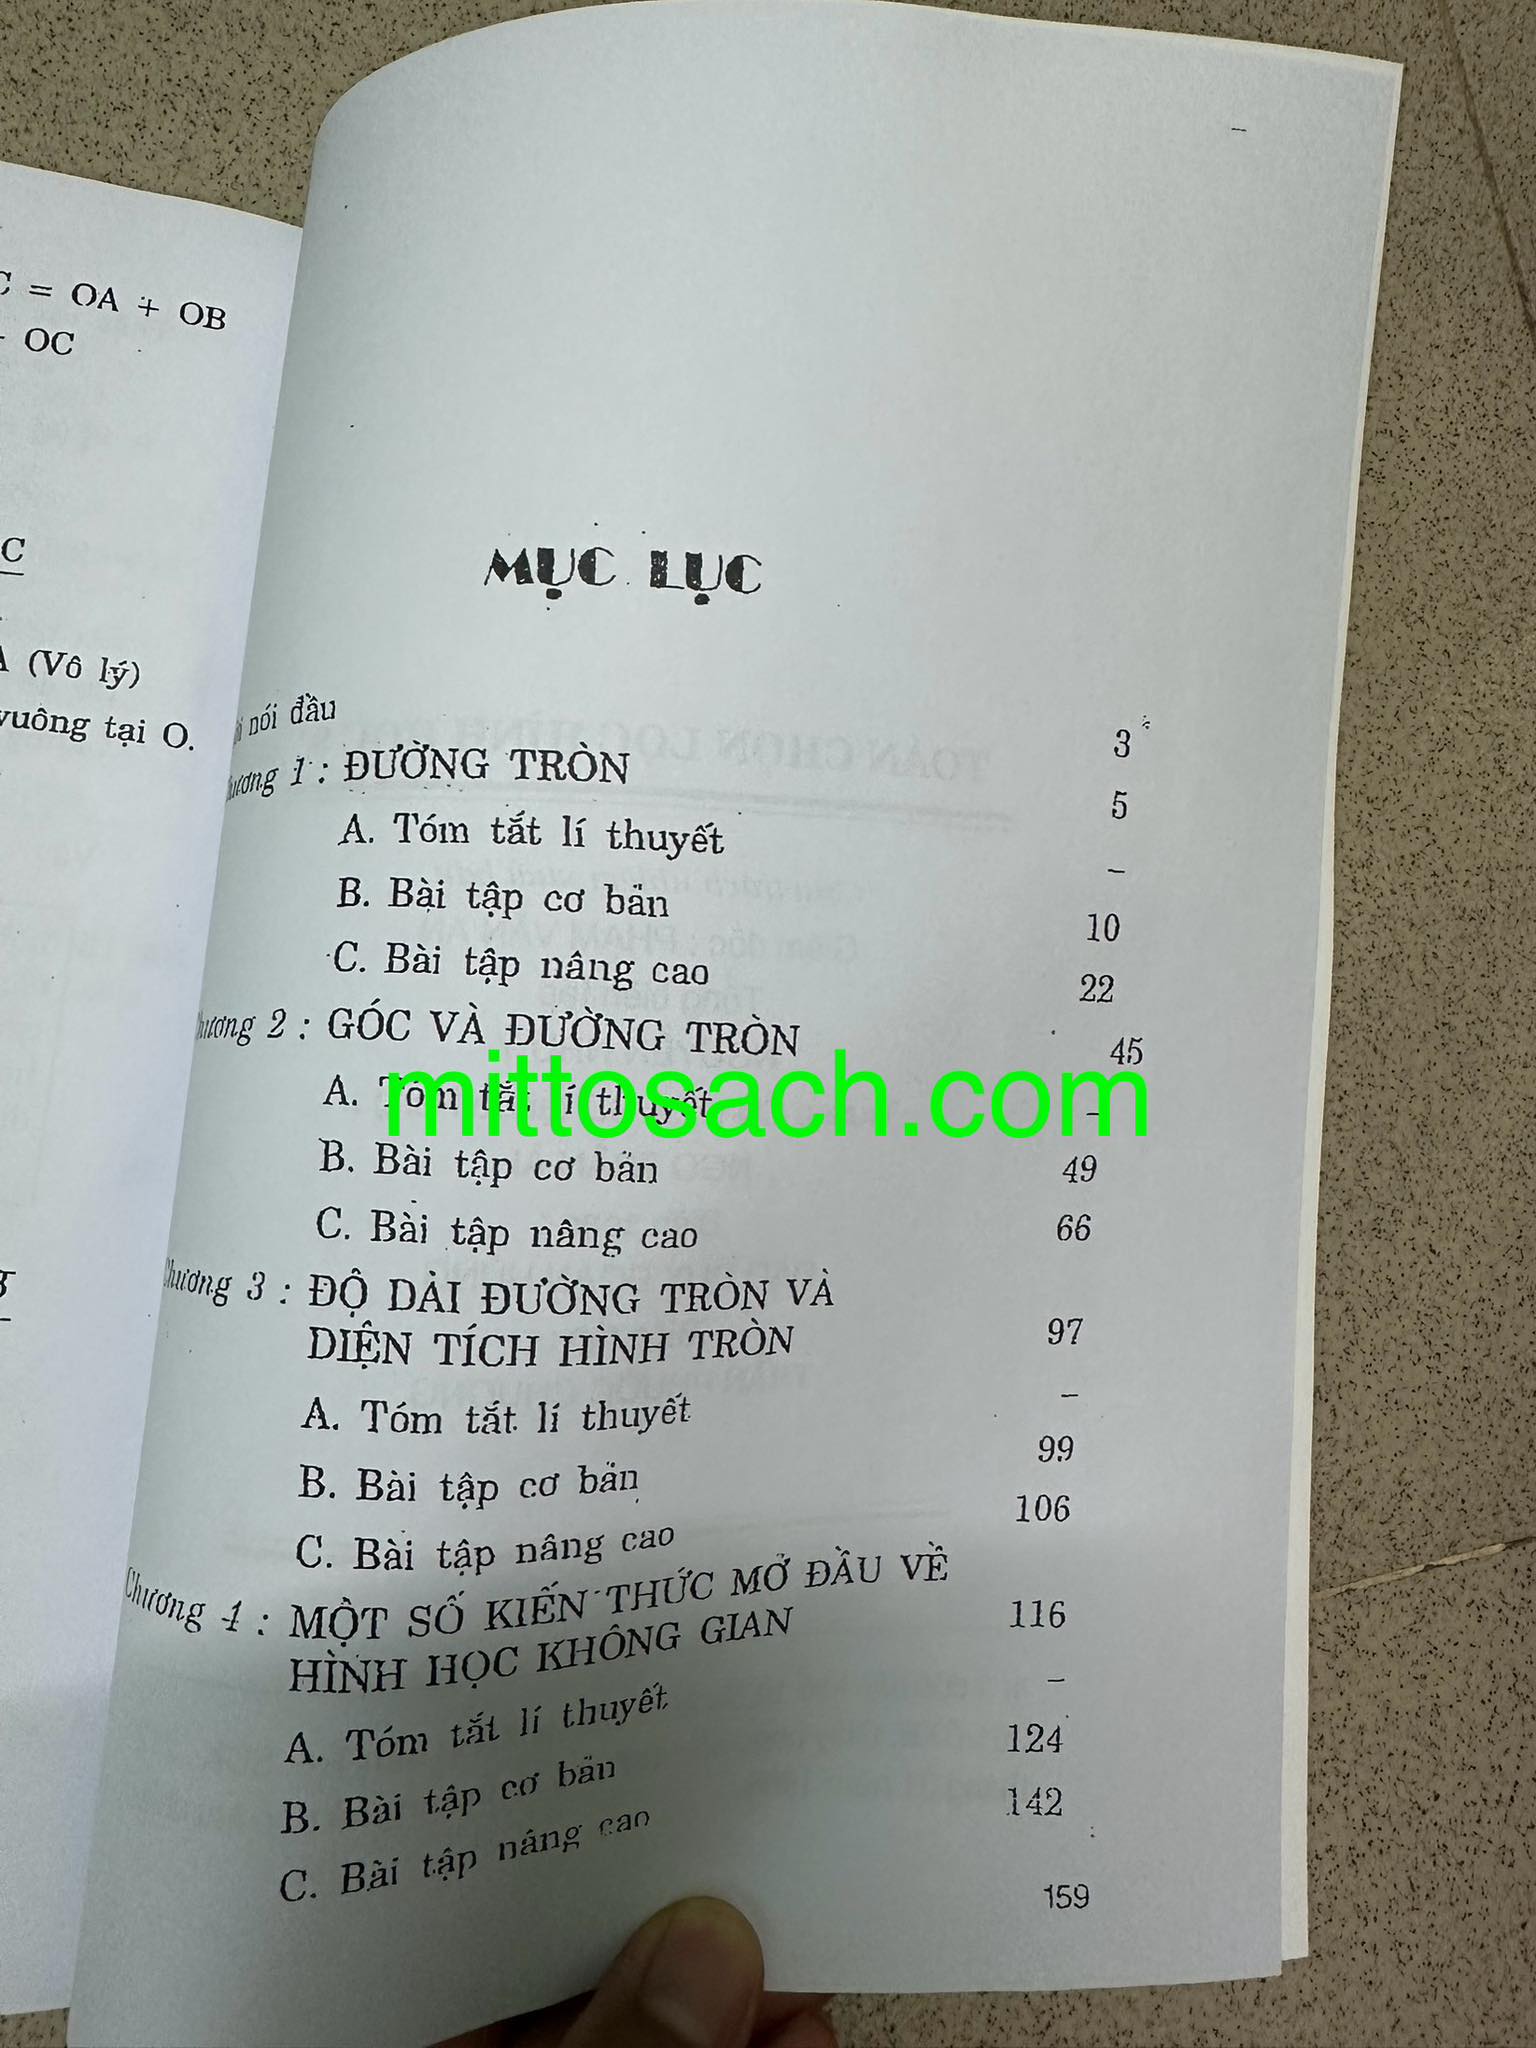 = OA + OB
OC
C
(Vô lý)
vuông tại O.
MỤC LỤC
nói đầu 3
Chương 1 : ĐƯỜNG TRÒN 5
A. Tóm tắt lí thuyết –
B. Bài tập cơ bản 10
C. Bài tập nâng cao 22
Chương 2 : GÓC VÀ ĐƯỜNG TRÒN 45
A. Tóm tắt lí thuyết –
mittosach.com
B. Bài tập cơ bản 49
C. Bài tập nâng cao 66
Chương 3 : ĐỘ DÀI ĐƯỜNG TRÒN VÀ
DIỆN TÍCH HÌNH TRÒN 97
A. Tóm tắt lí thuyết –
B. Bài tập cơ bản 99
C. Bài tập nâng cao 106
Chương 4 : MỘT SỐ KIẾN THỨC MỞ ĐẦU VỀ
HÌNH HỌC KHÔNG GIAN 116
A. Tóm tắt lí thuyết –
B. Bài tập cơ bản 124
C. Bài tập nâng cao 142
159